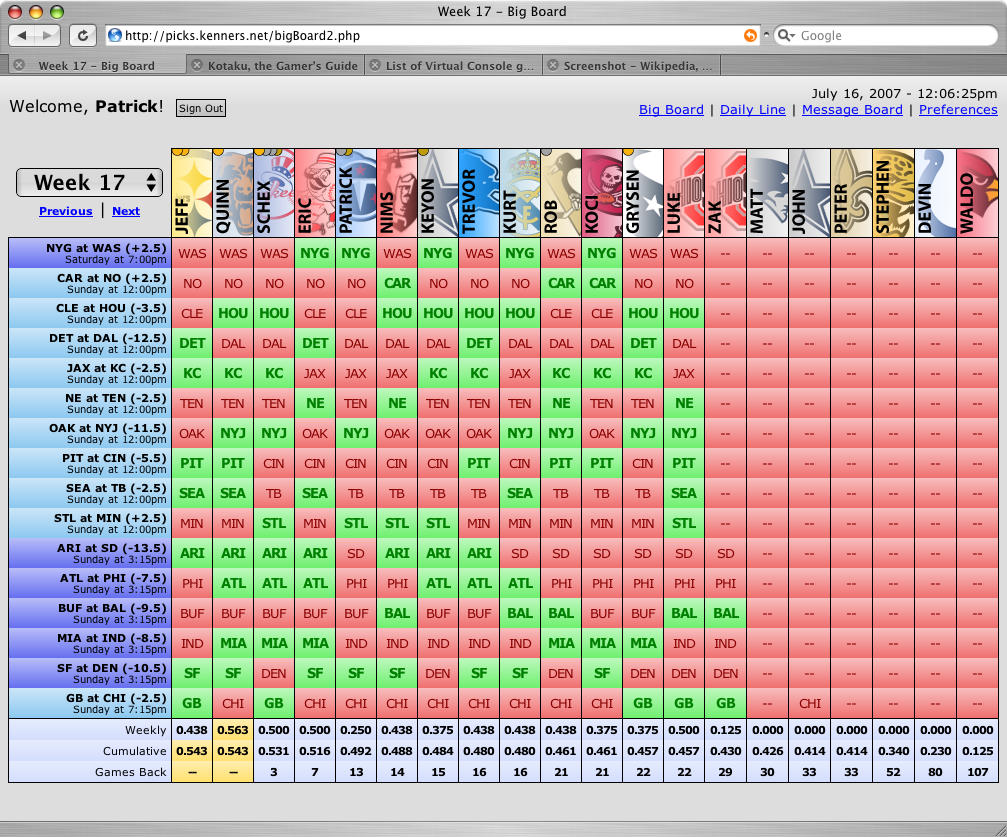 Week 17 – Big Board
http://picks.kenners.net/bigBoard2.php
Google
Week 17 – Big Board
Kotaku, the Gamer's Guide
List of Virtual Console g...
Screenshot – Wikipedia, ...
July 16, 2007 - 12:06:25pm
Welcome, Patrick! Sign Out
Big Board | Daily Line | Message Board | Preferences
Week 17
Previous | Next
JEFF QUINN SCHEX ERIC PATRICK NIMS KEYON TREVOR KURT ROB KOCI GRYSEN LUKE ZAK MATT JOHN PETER STEPHEN DEVIN WALDO
NYG at WAS (+2.5)
Saturday at 7:00pm
WAS WAS WAS NYG NYG WAS NYG WAS NYG WAS NYG WAS WAS -- -- -- -- -- -- --
CAR at NO (+2.5)
Sunday at 12:00pm
NO NO NO NO NO CAR NO NO NO CAR CAR NO NO -- -- -- -- -- -- --
CLE at HOU (-3.5)
Sunday at 12:00pm
CLE HOU HOU CLE CLE HOU HOU HOU HOU CLE CLE HOU HOU -- -- -- -- -- -- --
DET at DAL (-12.5)
Sunday at 12:00pm
DET DAL DAL DET DAL DAL DAL DET DAL DAL DAL DET DAL -- -- -- -- -- -- --
JAX at KC (-2.5)
Sunday at 12:00pm
KC KC KC JAX JAX JAX KC KC JAX KC KC KC JAX -- -- -- -- -- -- --
NE at TEN (-2.5)
Sunday at 12:00pm
TEN TEN TEN NE TEN NE TEN TEN TEN NE TEN TEN NE -- -- -- -- -- -- --
OAK at NYJ (-11.5)
Sunday at 12:00pm
OAK NYJ NYJ OAK NYJ OAK OAK OAK NYJ NYJ OAK NYJ NYJ -- -- -- -- -- -- --
PIT at CIN (-5.5)
Sunday at 12:00pm
PIT PIT CIN CIN CIN CIN CIN PIT CIN PIT PIT CIN PIT -- -- -- -- -- -- --
SEA at TB (-2.5)
Sunday at 12:00pm
SEA SEA TB SEA TB TB TB TB SEA TB TB TB SEA -- -- -- -- -- -- --
STL at MIN (+2.5)
Sunday at 12:00pm
MIN MIN STL MIN STL STL STL MIN MIN MIN MIN MIN STL -- -- -- -- -- -- --
ARI at SD (-13.5)
Sunday at 3:15pm
ARI ARI ARI ARI SD ARI ARI ARI SD SD SD SD SD SD -- -- -- -- -- --
ATL at PHI (-7.5)
Sunday at 3:15pm
PHI ATL ATL ATL PHI PHI ATL ATL ATL PHI PHI PHI PHI PHI -- -- -- -- -- --
BUF at BAL (-9.5)
Sunday at 3:15pm
BUF BUF BUF BUF BUF BAL BUF BUF BAL BAL BUF BUF BAL BAL -- -- -- -- -- --
MIA at IND (-8.5)
Sunday at 3:15pm
IND MIA MIA MIA IND IND IND IND IND MIA MIA MIA IND IND -- -- -- -- -- --
SF at DEN (-10.5)
Sunday at 3:15pm
SF SF DEN SF SF SF DEN SF SF DEN SF DEN DEN DEN -- -- -- -- -- --
GB at CHI (-2.5)
Sunday at 7:15pm
GB CHI GB CHI CHI CHI CHI CHI CHI CHI CHI GB GB GB -- CHI -- -- -- --
Weekly 0.438 0.563 0.500 0.500 0.250 0.438 0.375 0.438 0.438 0.438 0.375 0.375 0.500 0.125 0.000 0.000 0.000 0.000 0.000 0.000
Cumulative 0.543 0.543 0.531 0.516 0.492 0.488 0.484 0.480 0.480 0.461 0.461 0.457 0.457 0.430 0.426 0.414 0.414 0.340 0.230 0.125
Games Back — — 3 7 13 14 15 16 16 21 21 22 22 29 30 33 33 52 80 107